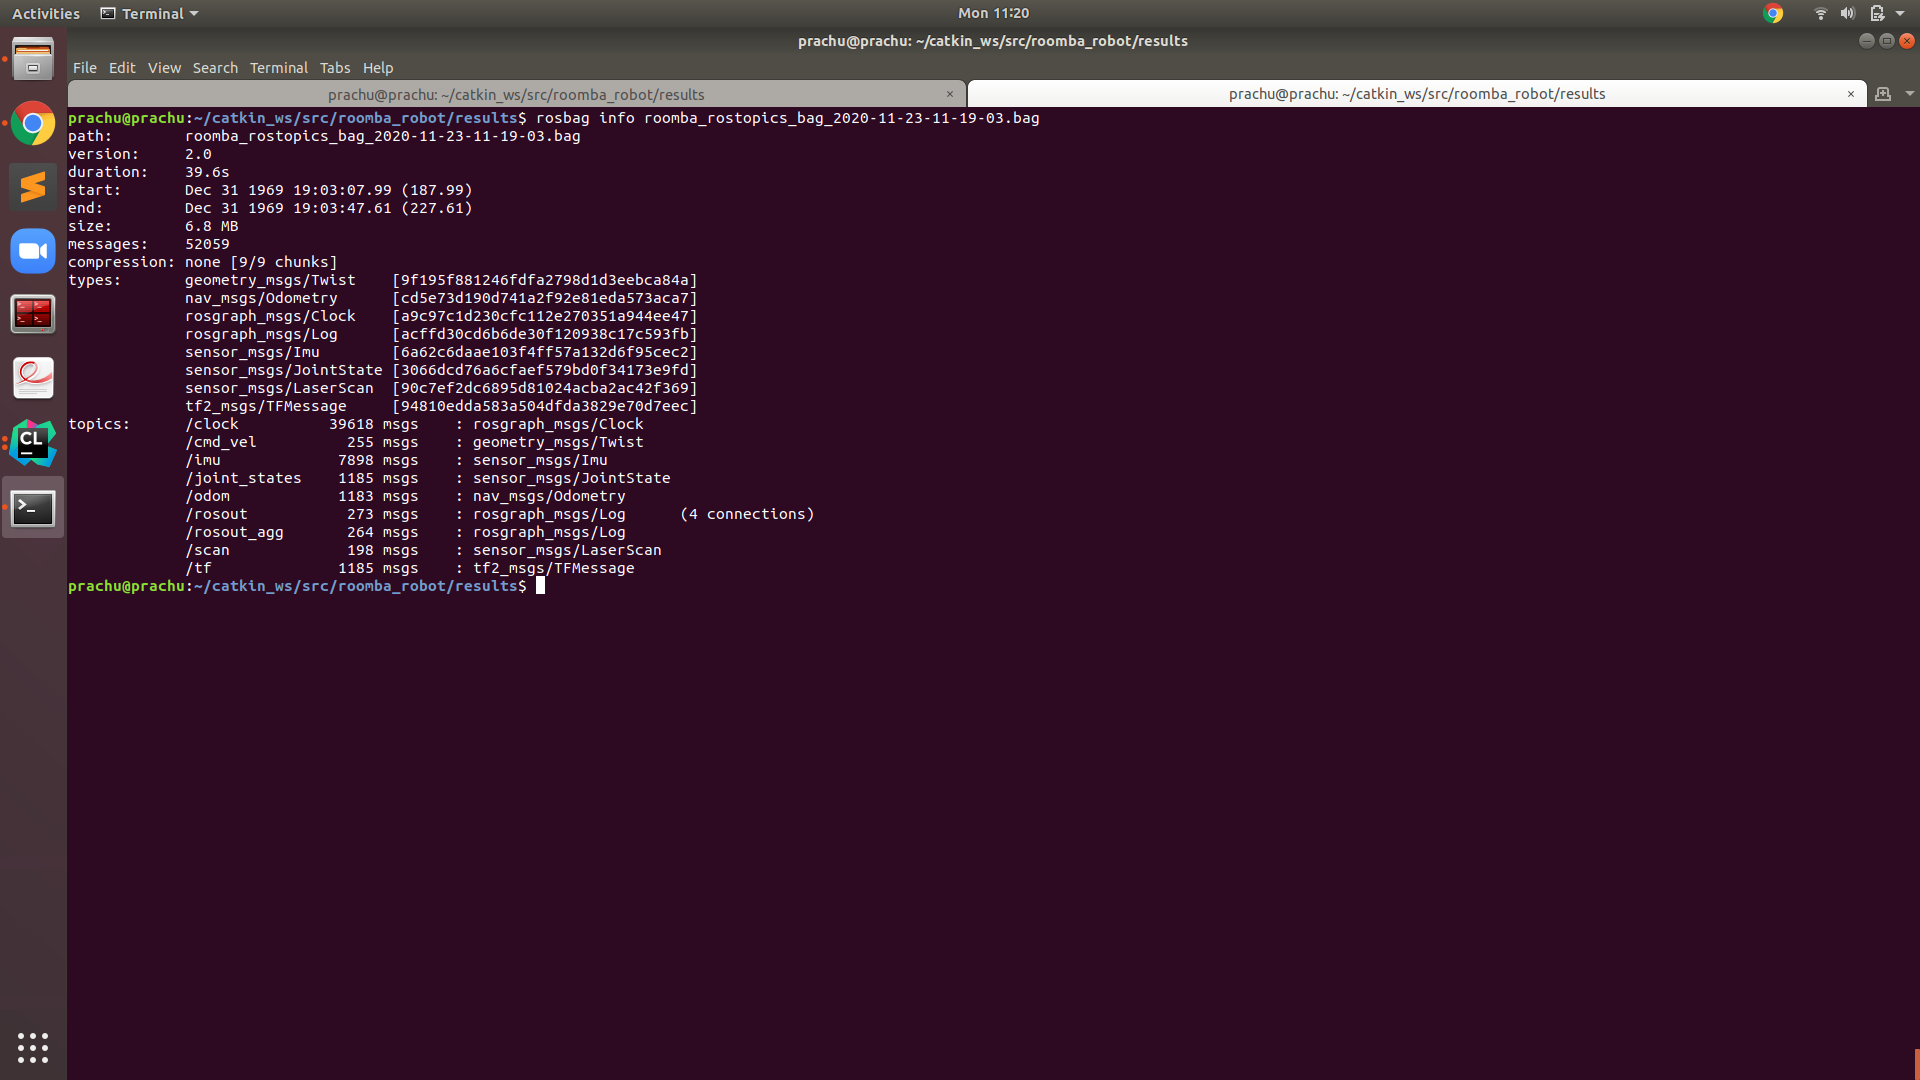 Activities Terminal Mon 11:20
prachu@prachu: ~/catkin_ws/src/roomba_robot/results
File Edit View Search Terminal Tabs Help
prachu@prachu: ~/catkin_ws/src/roomba_robot/results × prachu@prachu: ~/catkin_ws/src/roomba_robot/results ×
prachu@prachu:~/catkin_ws/src/roomba_robot/results$ rosbag info roomba_rostopics_bag_2020-11-23-11-19-03.bag
path: roomba_rostopics_bag_2020-11-23-11-19-03.bag
version: 2.0
duration: 39.6s
start: Dec 31 1969 19:03:07.99 (187.99)
end: Dec 31 1969 19:03:47.61 (227.61)
size: 6.8 MB
messages: 52059
compression: none [9/9 chunks]
types: geometry_msgs/Twist [9f195f881246fdfa2798d1d3eebca84a]
nav_msgs/Odometry [cd5e73d190d741a2f92e81eda573aca7]
rosgraph_msgs/Clock [a9c97c1d230cfc112e270351a944ee47]
rosgraph_msgs/Log [acffd30cd6b6de30f120938c17c593fb]
sensor_msgs/Imu [6a62c6daae103f4ff57a132d6f95cec2]
sensor_msgs/JointState [3066dcd76a6cfaef579bd0f34173e9fd]
sensor_msgs/LaserScan [90c7ef2dc6895d81024acba2ac42f369]
tf2_msgs/TFMessage [94810edda583a504dfda3829e70d7eec]
topics: /clock 39618 msgs : rosgraph_msgs/Clock
/cmd_vel 255 msgs : geometry_msgs/Twist
/imu 7898 msgs : sensor_msgs/Imu
/joint_states 1185 msgs : sensor_msgs/JointState
/odom 1183 msgs : nav_msgs/Odometry
/rosout 273 msgs : rosgraph_msgs/Log (4 connections)
/rosout_agg 264 msgs : rosgraph_msgs/Log
/scan 198 msgs : sensor_msgs/LaserScan
/tf 1185 msgs : tf2_msgs/TFMessage
prachu@prachu:~/catkin_ws/src/roomba_robot/results$
CL